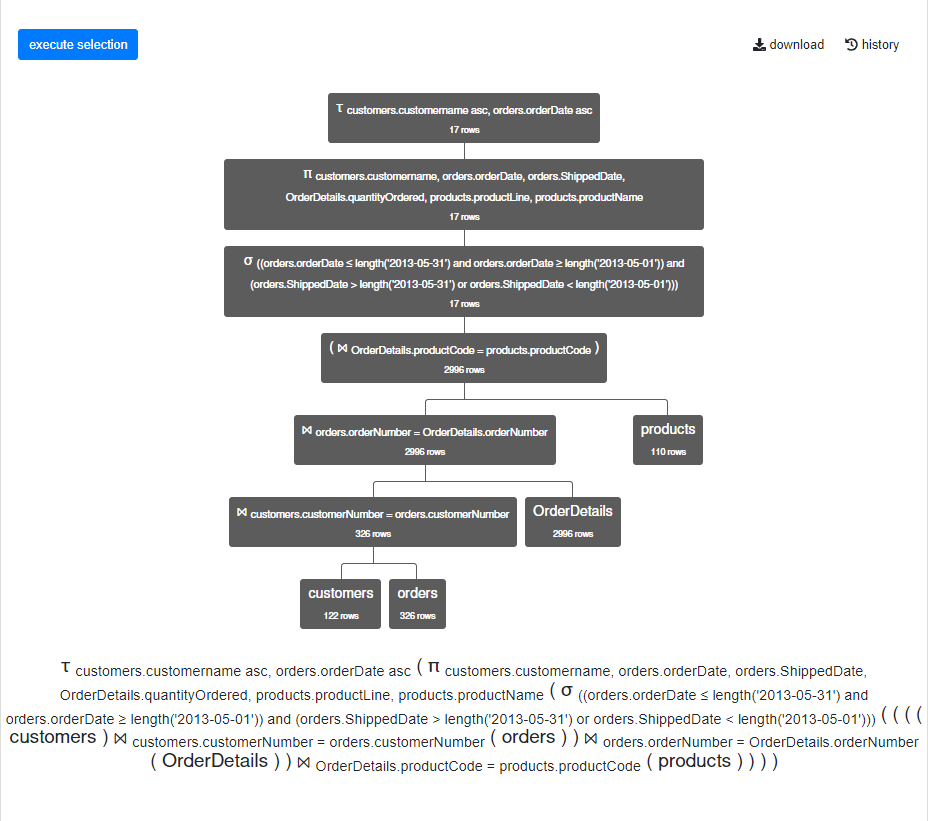 execute selection
download
history
τ customers.customername asc, orders.orderDate asc
17 rows
π customers.customername, orders.orderDate, orders.ShippedDate,
OrderDetails.quantityOrdered, products.productLine, products.productName
17 rows
σ ((orders.orderDate ≤ length('2013-05-31') and orders.orderDate ≥ length('2013-05-01')) and
(orders.ShippedDate > length('2013-05-31') or orders.ShippedDate < length('2013-05-01')))
17 rows
( ⋈ OrderDetails.productCode = products.productCode )
2996 rows
⋈ orders.orderNumber = OrderDetails.orderNumber
2996 rows
products
110 rows
⋈ customers.customerNumber = orders.customerNumber
326 rows
OrderDetails
2996 rows
customers
122 rows
orders
326 rows
τ customers.customername asc, orders.orderDate asc ( π customers.customername, orders.orderDate, orders.ShippedDate,
OrderDetails.quantityOrdered, products.productLine, products.productName ( σ ((orders.orderDate ≤ length('2013-05-31') and
orders.orderDate ≥ length('2013-05-01')) and (orders.ShippedDate > length('2013-05-31') or orders.ShippedDate < length('2013-05-01'))) ( ( ( (
customers ) ⋈ customers.customerNumber = orders.customerNumber ( orders ) ) ⋈ orders.orderNumber = OrderDetails.orderNumber
( OrderDetails ) ) ⋈ OrderDetails.productCode = products.productCode ( products ) ) ) )